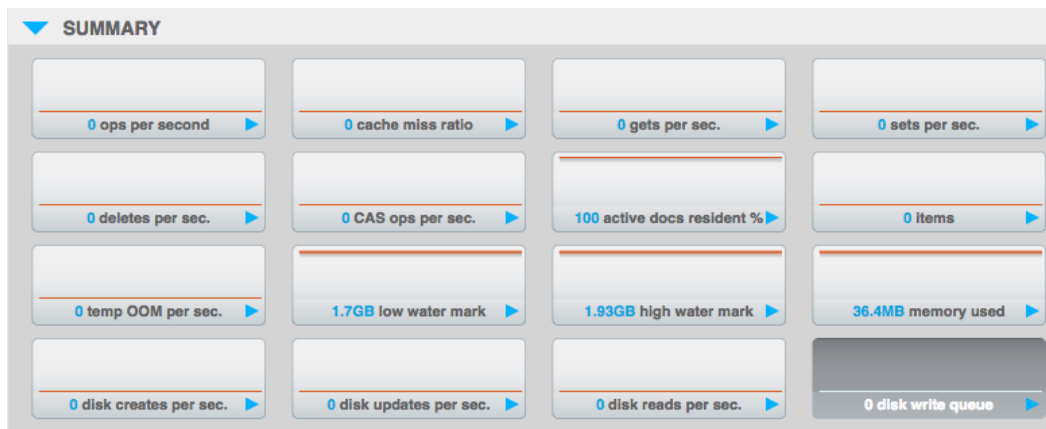 SUMMARY
0 ops per second
0 cache miss ratio
0 gets per sec.
0 sets per sec.
0 deletes per sec.
0 CAS ops per sec.
100 active docs resident %
0 items
0 temp OOM per sec.
1.7GB low water mark
1.93GB high water mark
36.4MB memory used
0 disk creates per sec.
0 disk updates per sec.
0 disk reads per sec.
0 disk write queue